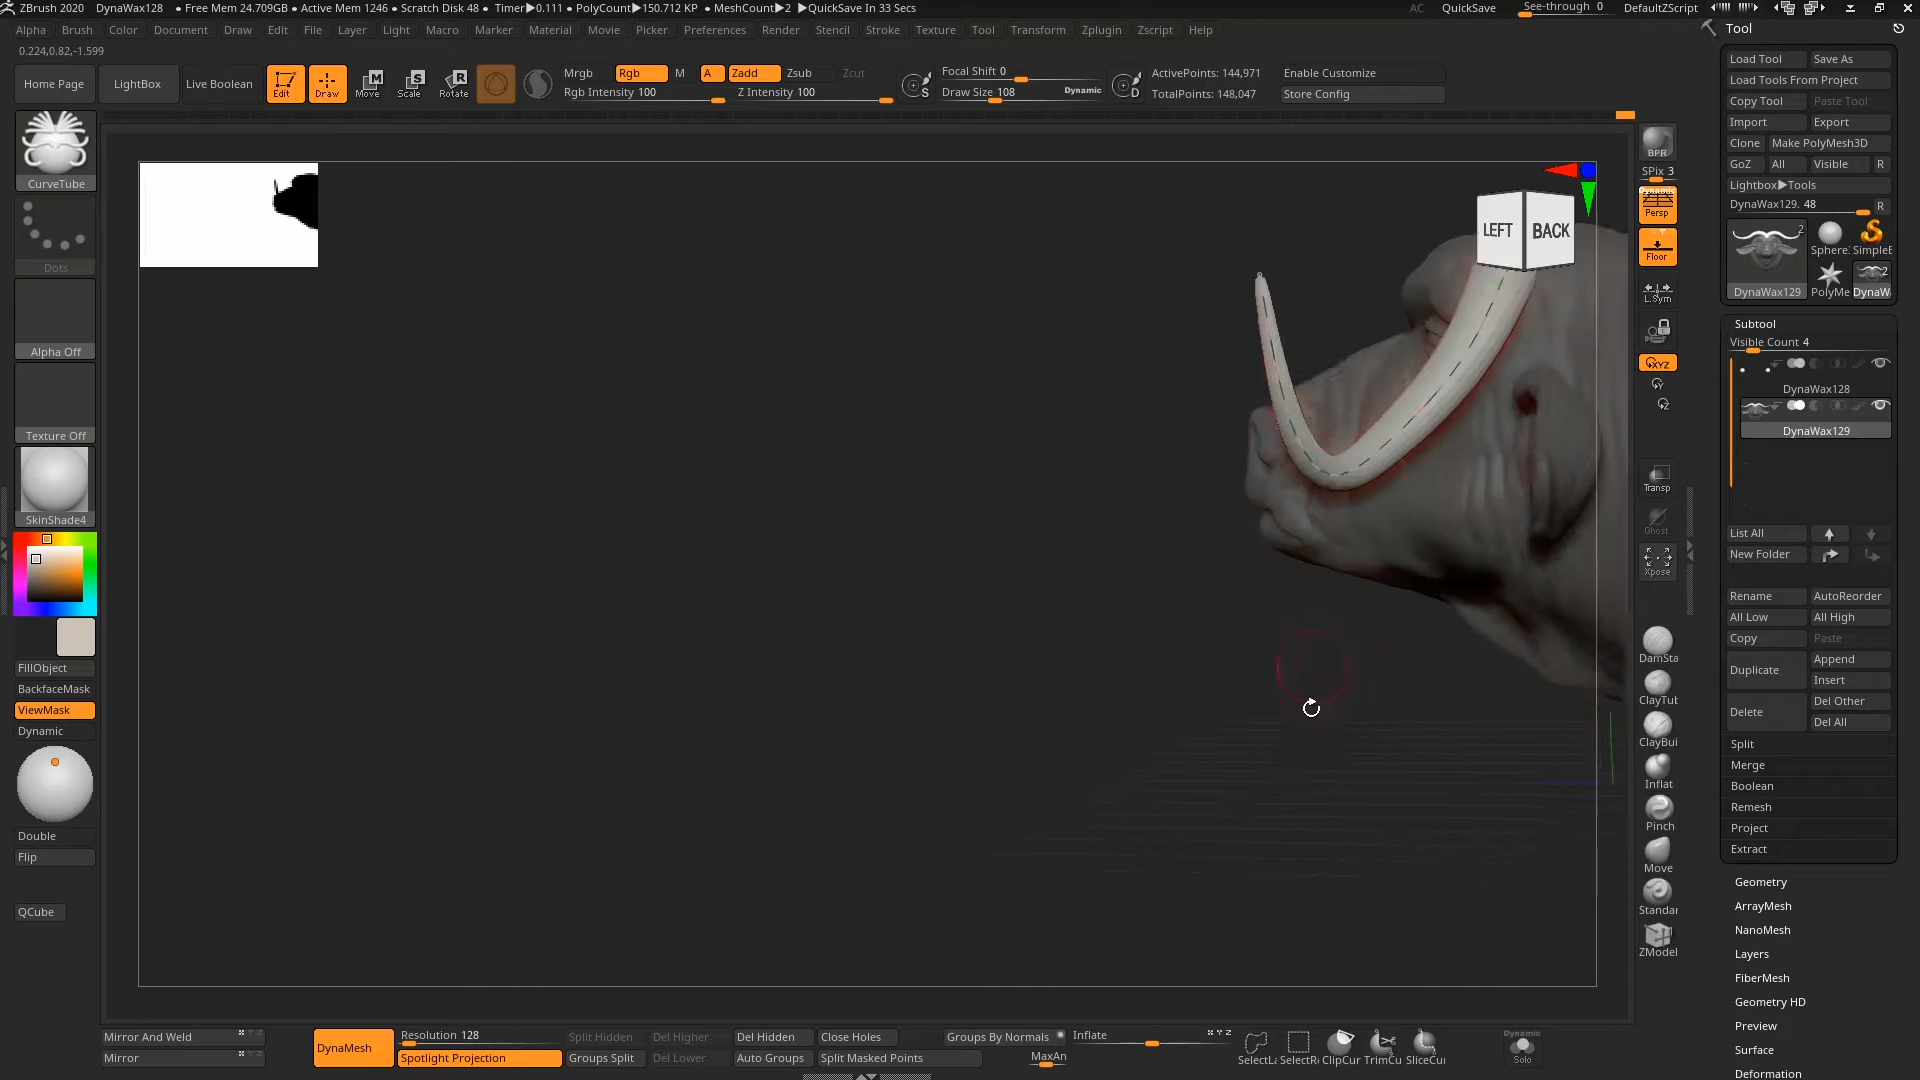 ZBrush 2020 DynaWax128 • Free Mem 24.709GB • Active Mem 1246 • Scratch Disk 48 • Timer▶0.111 • PolyCount▶150.712 KP • MeshCount▶2 ▶QuickSave In 33 Secs AC QuickSave See-through 0 DefaultZScript
Alpha Brush Color Document Draw Edit File Layer Light Macro Marker Material Movie Picker Preferences Render Stencil Stroke Texture Tool Transform Zplugin Zscript Help
0.224,0.82,-1.599
Home Page
LightBox
Live Boolean
Edit
Draw
Move
Scale
Rotate
Mrgb Rgb M A Zadd Zsub Zcut
Rgb Intensity 100 Z Intensity 100
S
Focal Shift 0
Draw Size 108 Dynamic
D
ActivePoints: 144,971
TotalPoints: 148,047
Enable Customize
Store Config
CurveTube
Dots
Alpha Off
Texture Off
SkinShade4
FillObject
BackfaceMask
ViewMask
Dynamic
Double
Flip
QCube
LEFT BACK
BPR
SPix 3
Dynamic
Persp
Floor
L.Sym
XYZ
Y
Z
Transp
Ghost
Xpose
DamSta
ClayTub
ClayBui
Inflat
Pinch
Move
Standar
ZModel
Tool
Load Tool Save As
Load Tools From Project
Copy Tool Paste Tool
Import Export
Clone Make PolyMesh3D
GoZ All Visible R
Lightbox▶Tools
DynaWax129. 48 R
2
DynaWax129
Sphere
SimpleE
PolyMe
2
DynaW
Subtool
Visible Count 4
DynaWax128
DynaWax129
List All
New Folder
Rename AutoReorder
All Low All High
Copy Paste
Duplicate Append
Insert
Delete Del Other
Del All
Split
Merge
Boolean
Remesh
Project
Extract
Geometry
ArrayMesh
NanoMesh
Layers
FiberMesh
Geometry HD
Preview
Surface
Deformation
Mirror And Weld
Mirror
DynaMesh
Resolution 128
Spotlight Projection
Split Hidden
Groups Split
Del Higher
Del Lower
Del Hidden
Auto Groups
Close Holes
Split Masked Points
Groups By Normals
MaxAn
Inflate
SelectLa
SelectRe
ClipCur
TrimCu
SliceCur
Dynamic
Solo